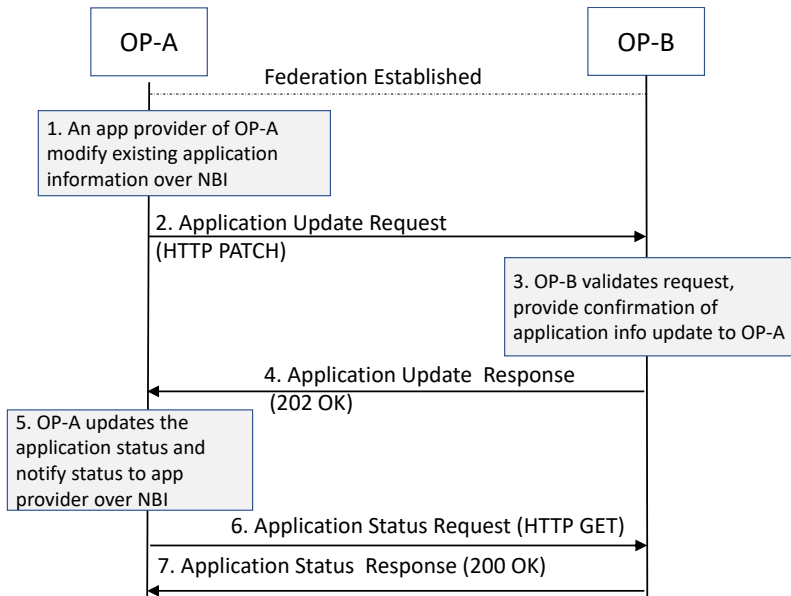 OP-A
OP-B
Federation Established
1. An app provider of OP-A
modify existing application
information over NBI
2. Application Update Request
(HTTP PATCH)
3. OP-B validates request,
provide confirmation of
application info update to OP-A
4. Application Update  Response
(202 OK)
5. OP-A updates the
application status and
notify status to app
provider over NBI
6. Application Status Request (HTTP GET)
7. Application Status  Response (200 OK)